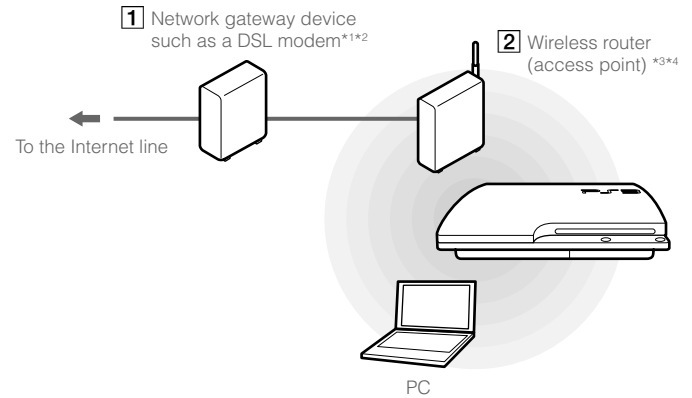 1 Network gateway device
such as a DSL modem*1*2
2 Wireless router
(access point) *3*4
To the Internet line
PS3
PC